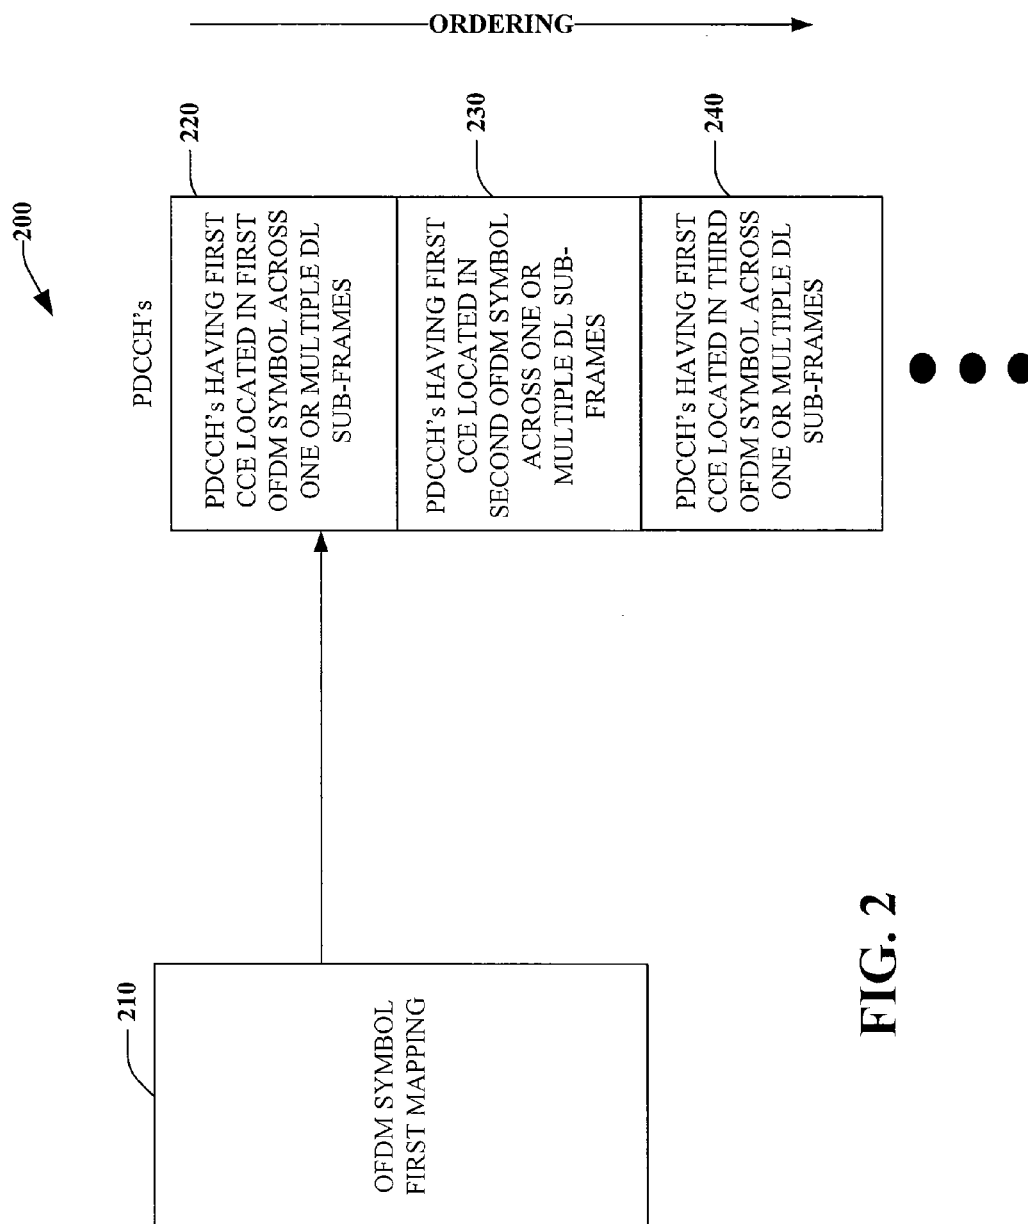 ORDERING
200
PDCCH's
220
PDCCH's HAVING FIRST
CCE LOCATED IN FIRST
OFDM SYMBOL ACROSS
ONE OR MULTIPLE DL
SUB-FRAMES
230
PDCCH's HAVING FIRST
CCE LOCATED IN
SECOND OFDM SYMBOL
ACROSS ONE OR
MULTIPLE DL SUB-
FRAMES
240
PDCCH's HAVING FIRST
CCE LOCATED IN THIRD
OFDM SYMBOL ACROSS
ONE OR MULTIPLE DL
SUB-FRAMES
210
OFDM SYMBOL
FIRST MAPPING
FIG. 2